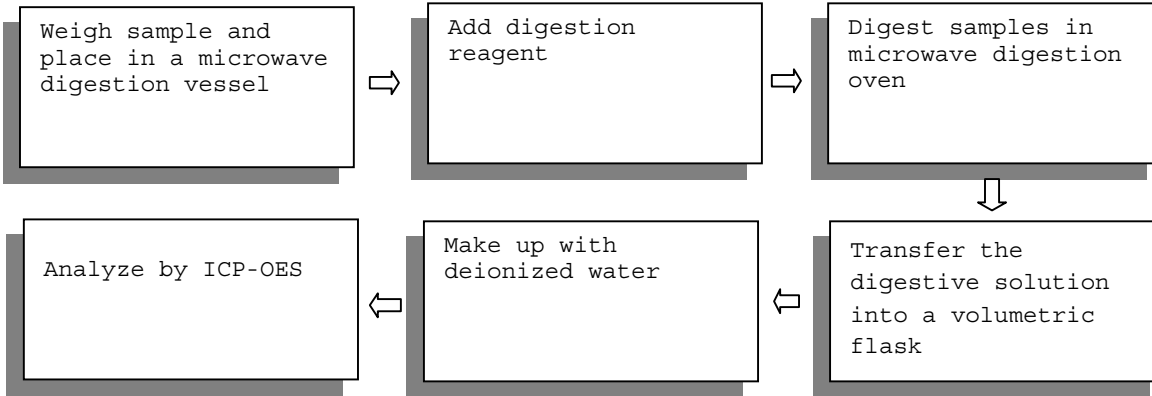 Weigh sample and
place in a microwave
digestion vessel
Add digestion
reagent
Digest samples in
microwave digestion
oven
Transfer the
digestive solution
into a volumetric
flask
Make up with
deionized water
Analyze by ICP-OES